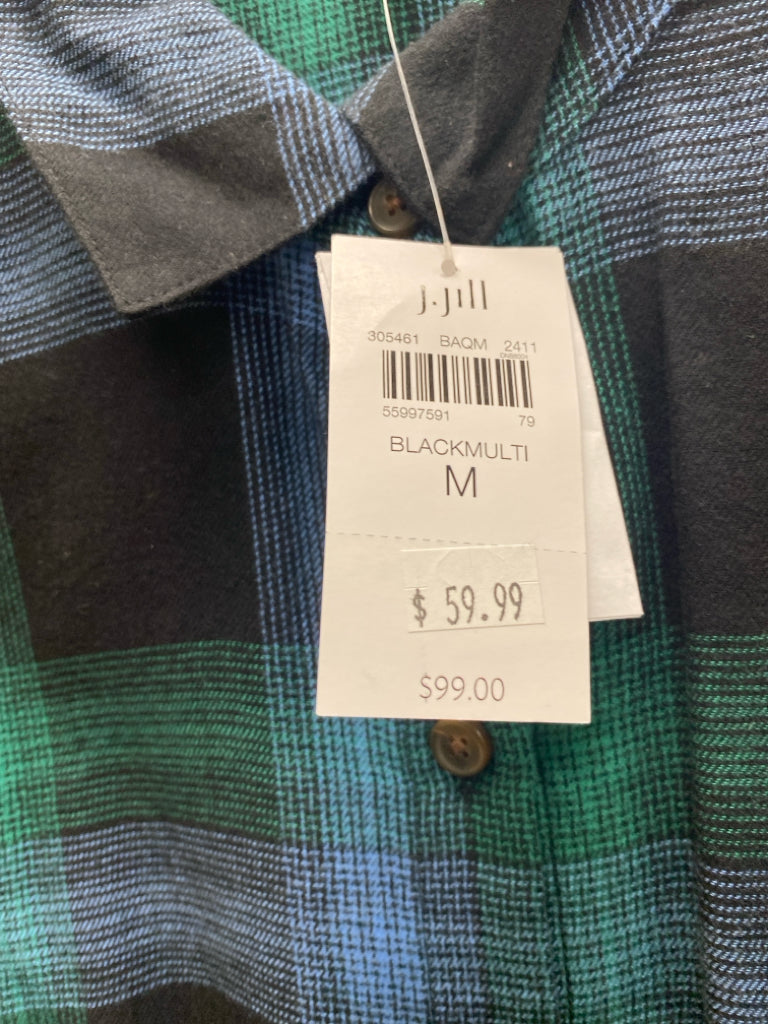 J.Jill
305461 BAQM 2411
55997591 79
BLACKMULTI
M
$ 59.99
$99.00